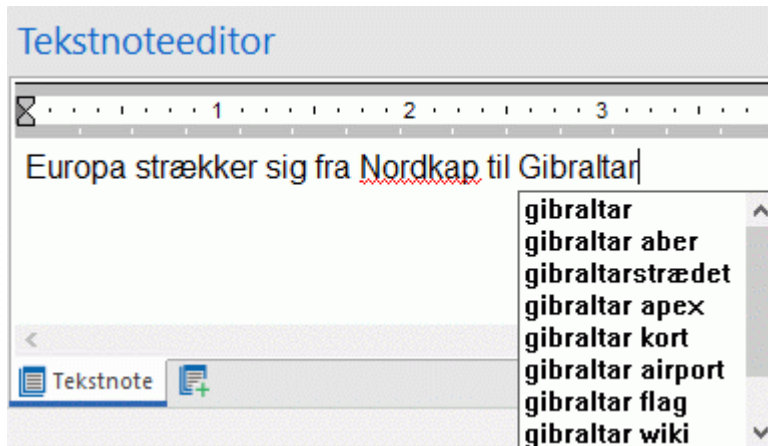 Tekstnoteeditor
1 2 3
Europa strækker sig fra Nordkap til Gibraltar
gibraltar
gibraltar aber
gibraltarstrædet
gibraltar apex
gibraltar kort
gibraltar airport
gibraltar flag
gibraltar wiki
Tekstnote